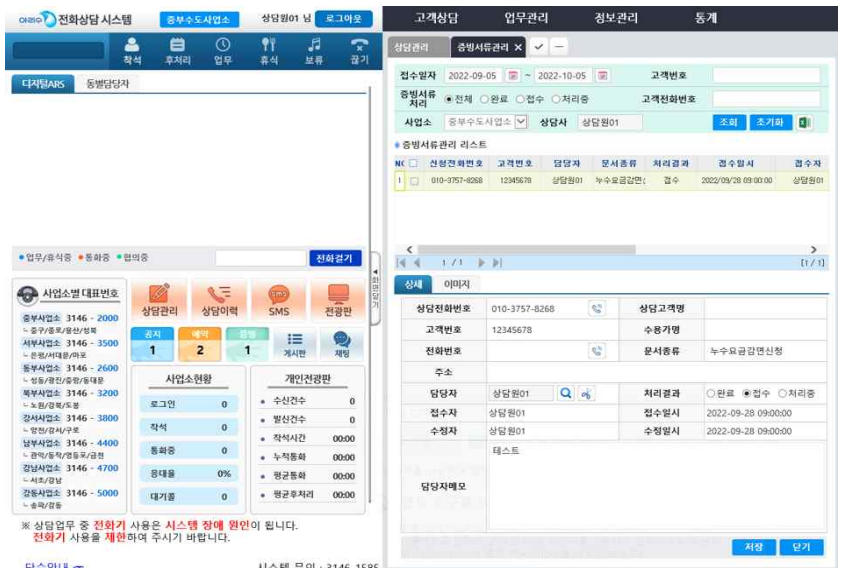 아리수 전화상담 시스템 중부수도사업소 상담원01 님 로그아웃
착석 후처리 업무 휴식 보류 끊기
디지털ARS 동별담당자
업무/휴식중 통화중 협의중 전화걸기
화면닫기
사업소별 대표번호
중부사업소 3146 - 2000
ㄴ 중구/종로/용산/성북
서부사업소 3146 - 3500
ㄴ 은평/서대문/마포
동부사업소 3146 - 2600
ㄴ 성동/광진/중랑/동대문
북부사업소 3146 - 3200
ㄴ 노원/강북/도봉
강서사업소 3146 - 3800
ㄴ 양천/강서/구로
남부사업소 3146 - 4400
ㄴ 관악/동작/영등포/금천
강남사업소 3146 - 4700
ㄴ 서초/강남
강동사업소 3146 - 5000
ㄴ 송파/강동
상담관리 상담이력 SMS 전광판
공지 예약 증빙
1 2 1 게시판 채팅
사업소현황
로그인 0
착석 0
통화중 0
응대율 0%
대기콜 0
개인전광판
수신건수 0
발신건수 0
착석시간 00:00
누적통화 00:00
평균통화 00:00
평균후처리 00:00
※ 상담업무 중 전화기 사용은 시스템 장애 원인이 됩니다.
전화기 사용을 제한하여 주시기 바랍니다.
단수안내 시스템 문의 : 3146-1585
고객상담 업무관리 정보관리 통계
상담관리 증빙서류관리 ×
접수일자 2022-09-05 ~ 2022-10-05 고객번호
증빙서류 처리 전체 완료 접수 처리중 고객전화번호
사업소 중부수도사업소 상담사 상담원01 조회 초기화
증빙서류관리 리스트
NO 신청전화번호 고객번호 담당자 문서종류 처리결과 접수일시 접수자
1 010-3757-8268 12345678 상담원01 누수요금감면신 접수 2022/09/28 09:00:00 상담원01
1 / 1 [1 / 1]
상세 이미지
상담전화번호 010-3757-8268 상담고객명
고객번호 12345678 수용가명
전화번호 문서종류 누수요금감면신청
주소
담당자 상담원01 처리결과 완료 접수 처리중
접수자 상담원01 접수일시 2022-09-28 09:00:00
수정자 상담원01 수정일시 2022-09-28 09:00:00
담당자메모 테스트
저장 닫기